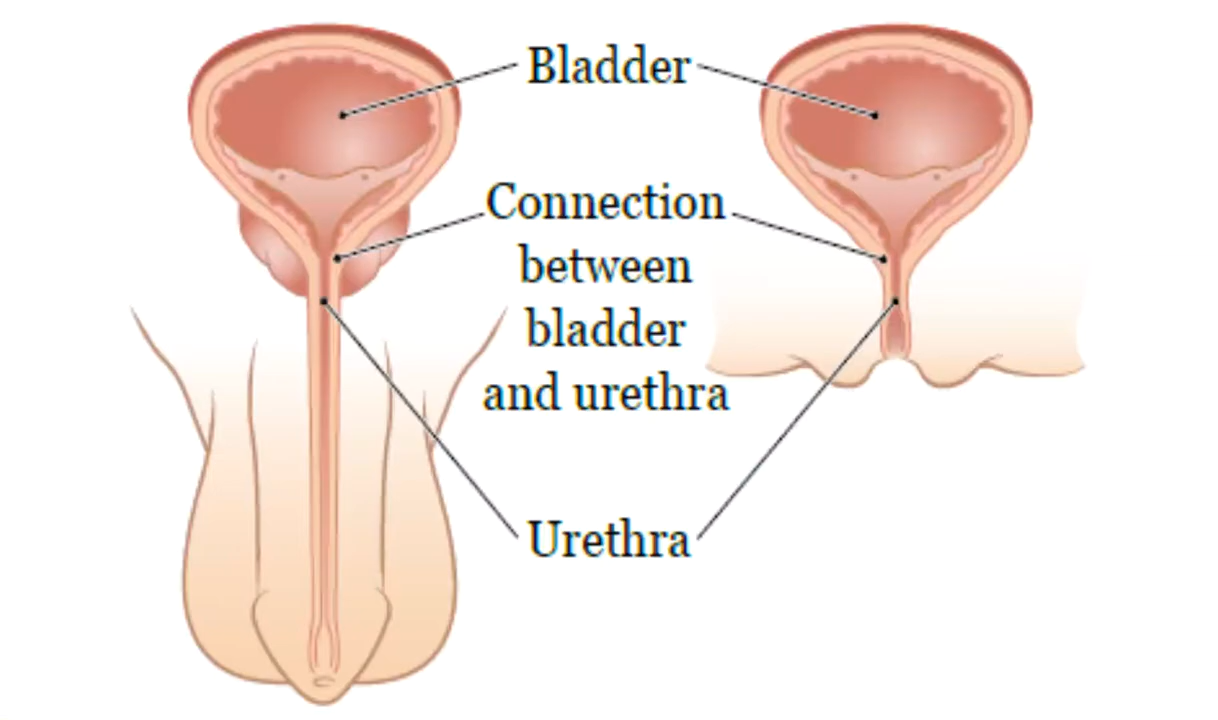 Bladder
Connection
between
bladder
and urethra
Urethra